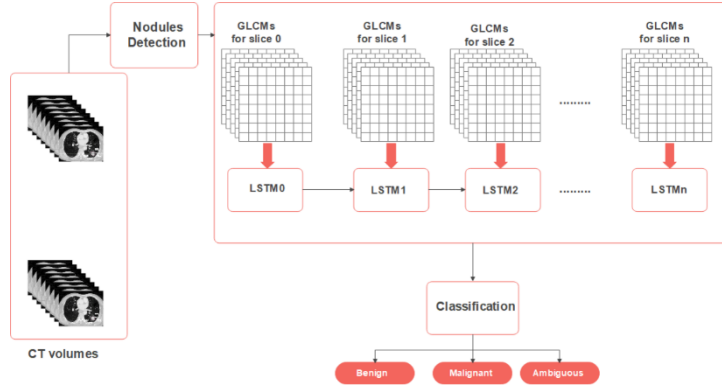 Nodules
Detection
GLCMs
for slice 0
GLCMs
for slice 1
GLCMs
for slice 2
GLCMs
for slice n
.........
LSTM0
LSTM1
LSTM2
.........
LSTMn
CT volumes
Classification
Benign
Malignant
Ambiguous